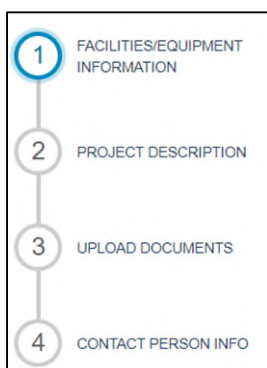 1
FACILITIES/EQUIPMENT
INFORMATION
2
PROJECT DESCRIPTION
3
UPLOAD DOCUMENTS
4
CONTACT PERSON INFO